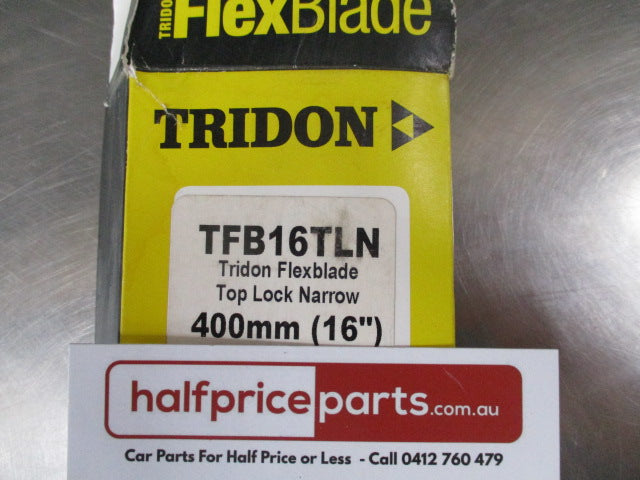 TRIDON FlexBlade
TRIDON
TFB16TLN
Tridon Flexblade
Top Lock Narrow
400mm (16")
halfpriceparts.com.au
Car Parts For Half Price or Less - Call 0412 760 479